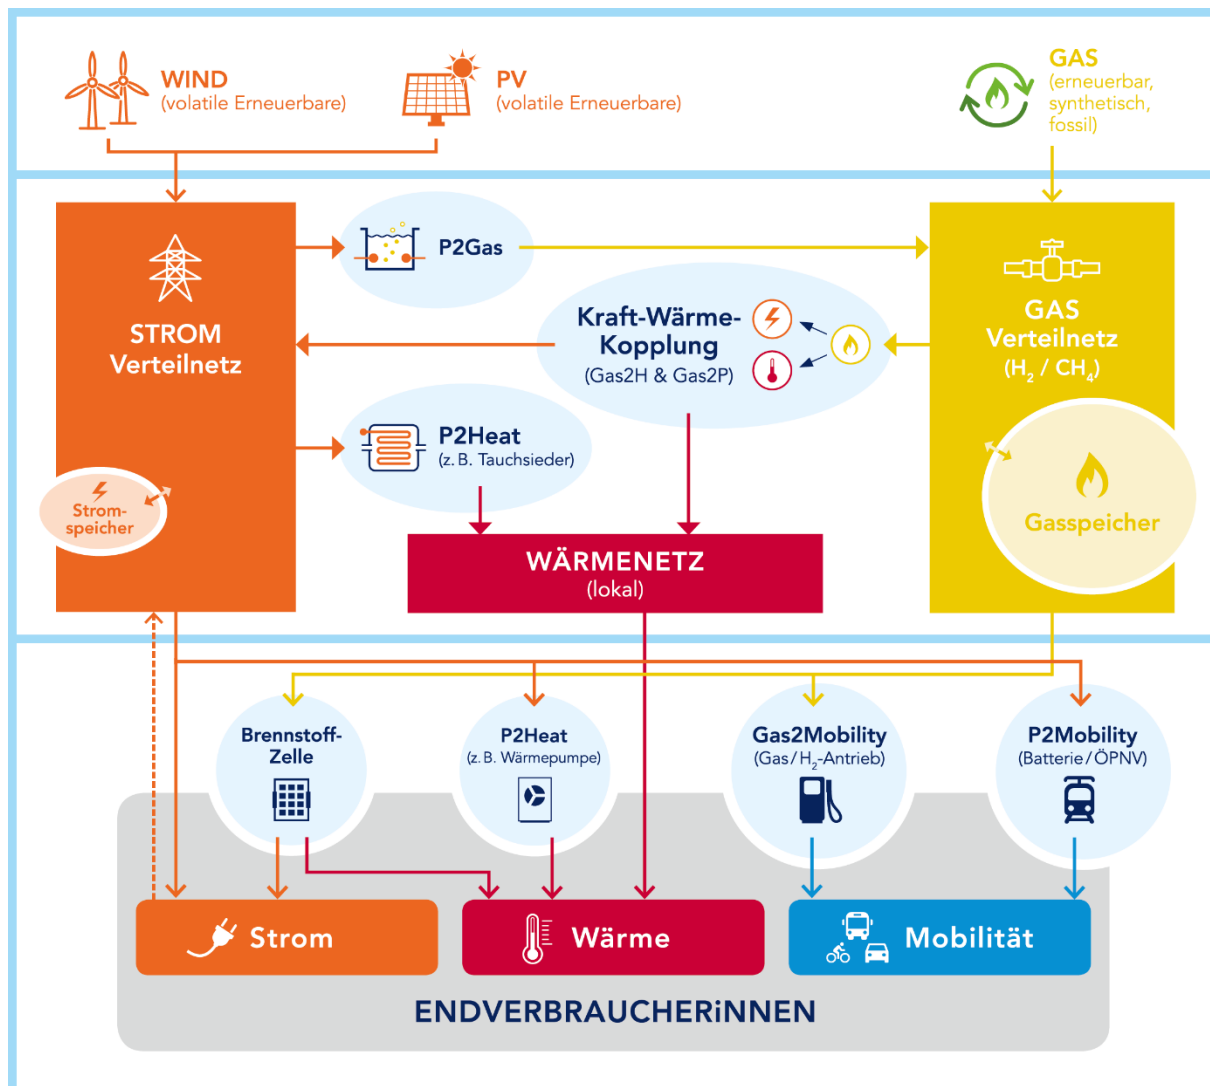 WIND
(volatile Erneuerbare)
PV
(volatile Erneuerbare)
GAS
(erneuerbar,
synthetisch,
fossil)
STROM
Verteilnetz
P2Gas
Kraft-Wärme-
Kopplung
(Gas2H & Gas2P)
GAS
Verteilnetz
(H₂ / CH₄)
P2Heat
(z. B. Tauchsieder)
Strom-
speicher
Gasspeicher
WÄRMENETZ
(lokal)
Brennstoff-
Zelle
P2Heat
(z. B. Wärmepumpe)
Gas2Mobility
(Gas/H₂-Antrieb)
P2Mobility
(Batterie/ÖPNV)
Strom
Wärme
Mobilität
ENDVERBRAUCHERiNNEN